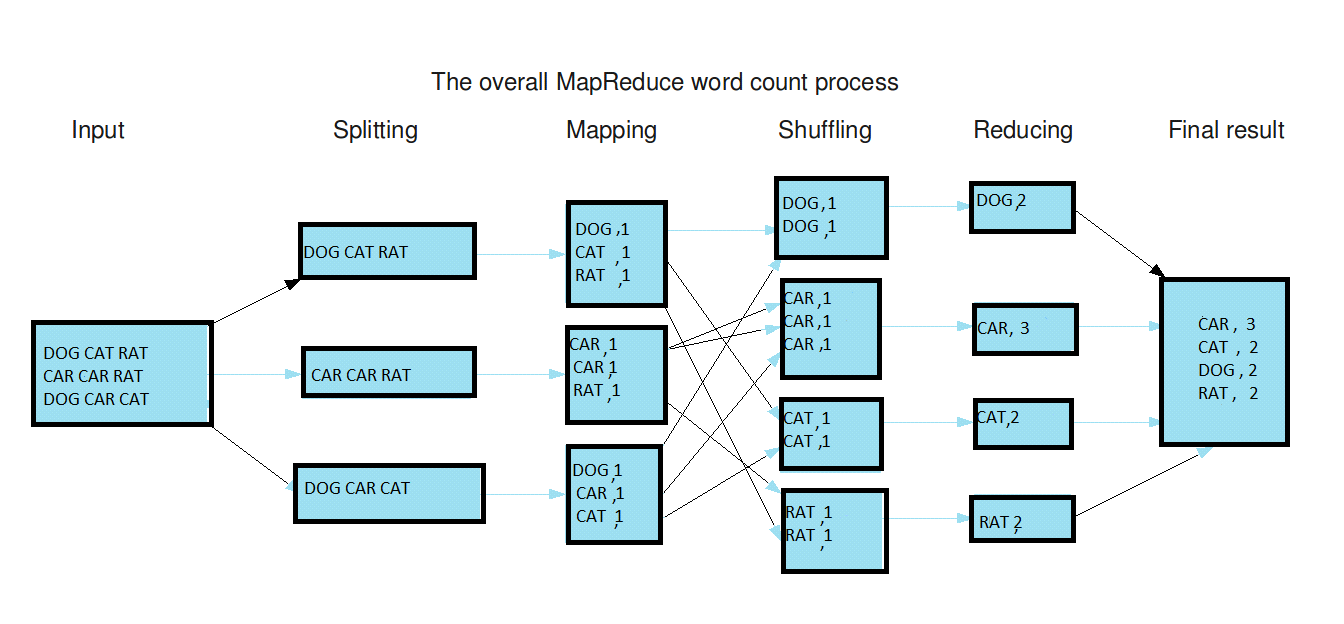 The overall MapReduce word count process
Input
Splitting
Mapping
Shuffling
Reducing
Final result
DOG CAT RAT
CAR CAR RAT
DOG CAR CAT
DOG CAT RAT
CAR CAR RAT
DOG CAR CAT
DOG ,1
CAT ,1
RAT ,1
CAR ,1
CAR ,1
RAT ,1
DOG ,1
CAR ,1
CAT ,1
DOG ,1
DOG ,1
CAR ,1
CAR ,1
CAR ,1
CAT ,1
CAT ,1
RAT ,1
RAT ,1
DOG,2
CAR, 3
CAT,2
RAT,2
CAR , 3
CAT , 2
DOG , 2
RAT , 2